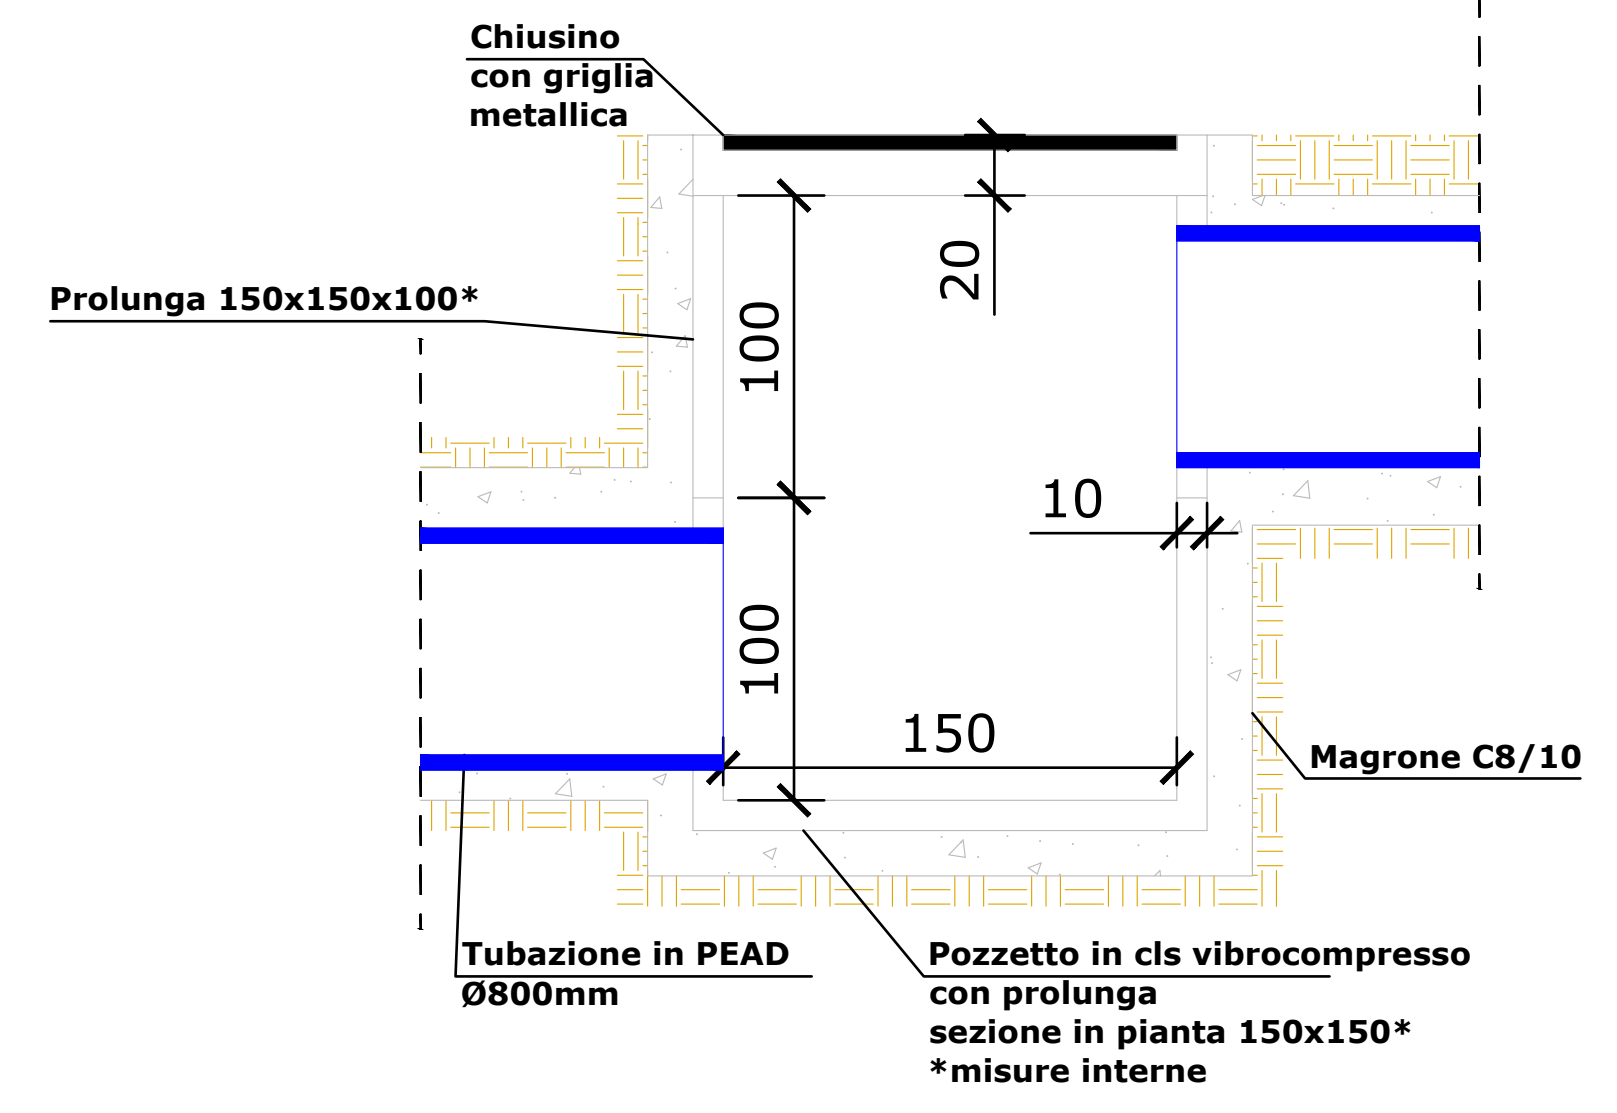 Chiusino
con griglia
metallica
20
Prolunga 150x150x100*
100
10
100
150
Magrone C8/10
Tubazione in PEAD
Ø800mm
Pozzetto in cls vibrocompresso
con prolunga
sezione in pianta 150x150*
*misure interne